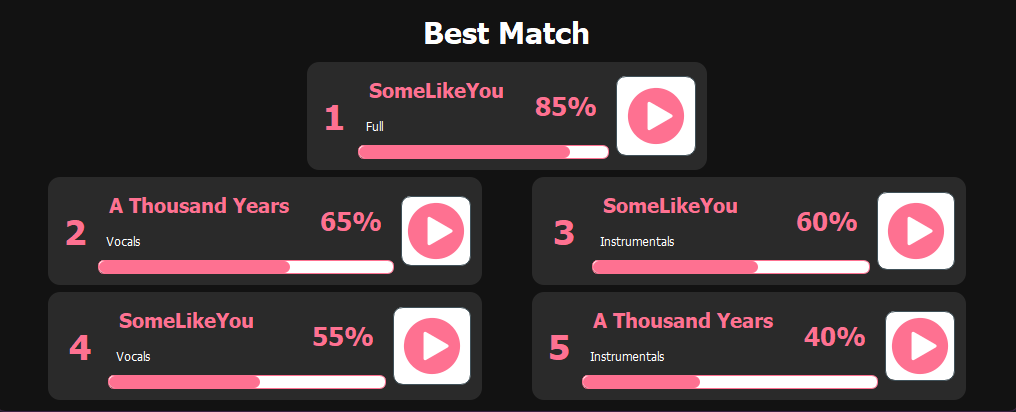 Best Match
1
SomeLikeYou
85%
Full
2
A Thousand Years
65%
Vocals
3
SomeLikeYou
60%
Instrumentals
4
SomeLikeYou
55%
Vocals
5
A Thousand Years
40%
Instrumentals